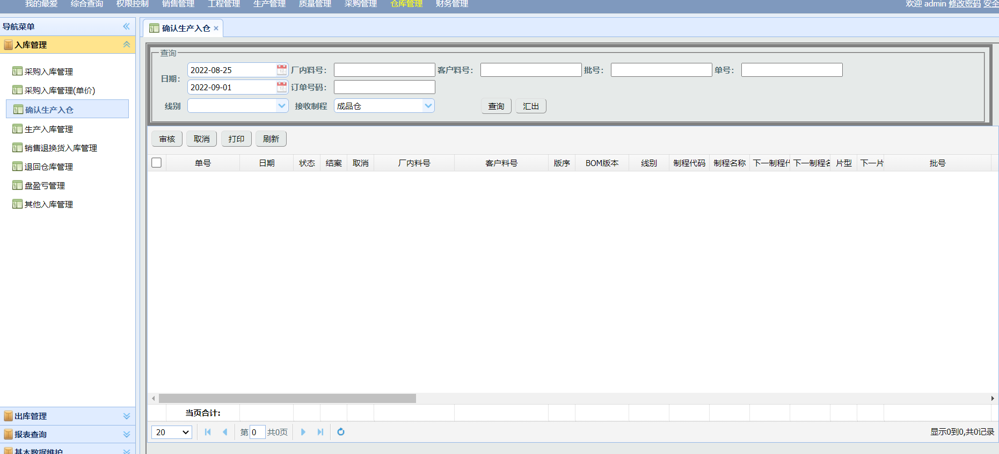 我的最爱 综合查询 权限控制 销售管理 工程管理 生产管理 质量管理 采购管理 仓库管理 财务管理 欢迎 admin 修改密码 安全
导航菜单
入库管理
采购入库管理
采购入库管理(单价)
确认生产入仓
生产入库管理
销售退换货入库管理
退回仓库管理
盘盈亏管理
其他入库管理
出库管理
报表查询
基本数据维护
确认生产入仓
查询
日期： 2022-08-25 厂内料号： 客户料号： 批号： 单号：
2022-09-01 订单号码：
线别 接收制程 成品仓 查询 汇出
审核 取消 打印 刷新
单号 日期 状态 结案 取消 厂内料号 客户料号 版序 BOM版本 线别 制程代码 制程名称 下一制程代 下一制程名 片型 下一片 批号
当页合计:
20 第 0 共0页 显示0到0,共0记录